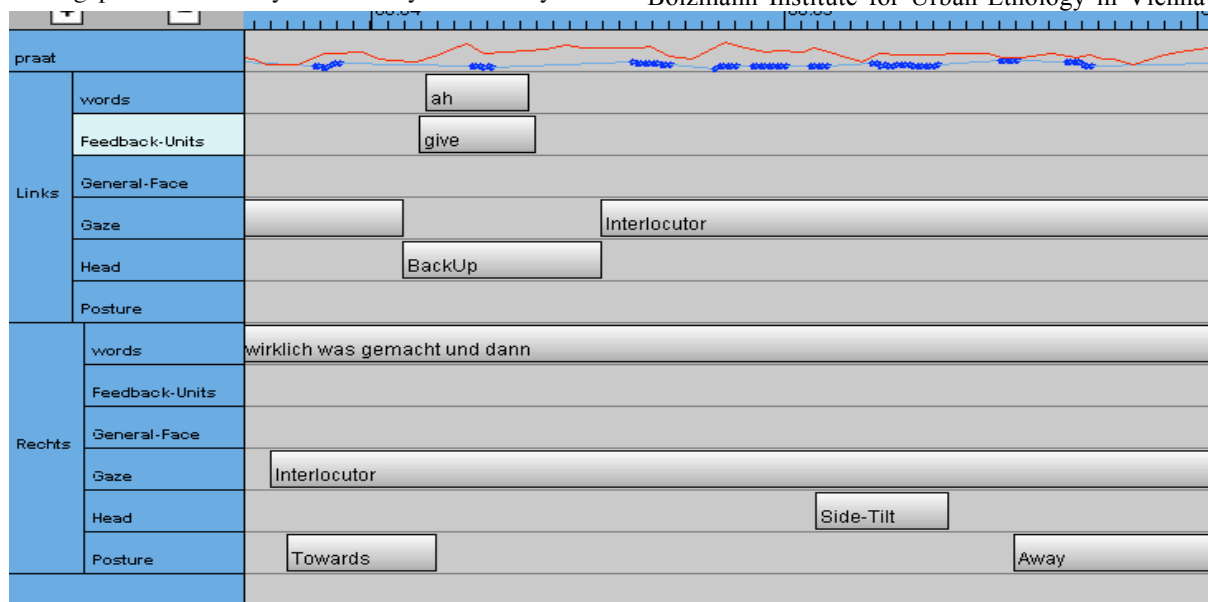 Bolzmann Institute for Urban Ethology in Vienna
praat
Links
words
ah
Feedback-Units
give
General-Face
Gaze
Interlocutor
Head
BackUp
Posture
Rechts
words
wirklich was gemacht und dann
Feedback-Units
General-Face
Gaze
Interlocutor
Head
Side-Tilt
Posture
Towards
Away